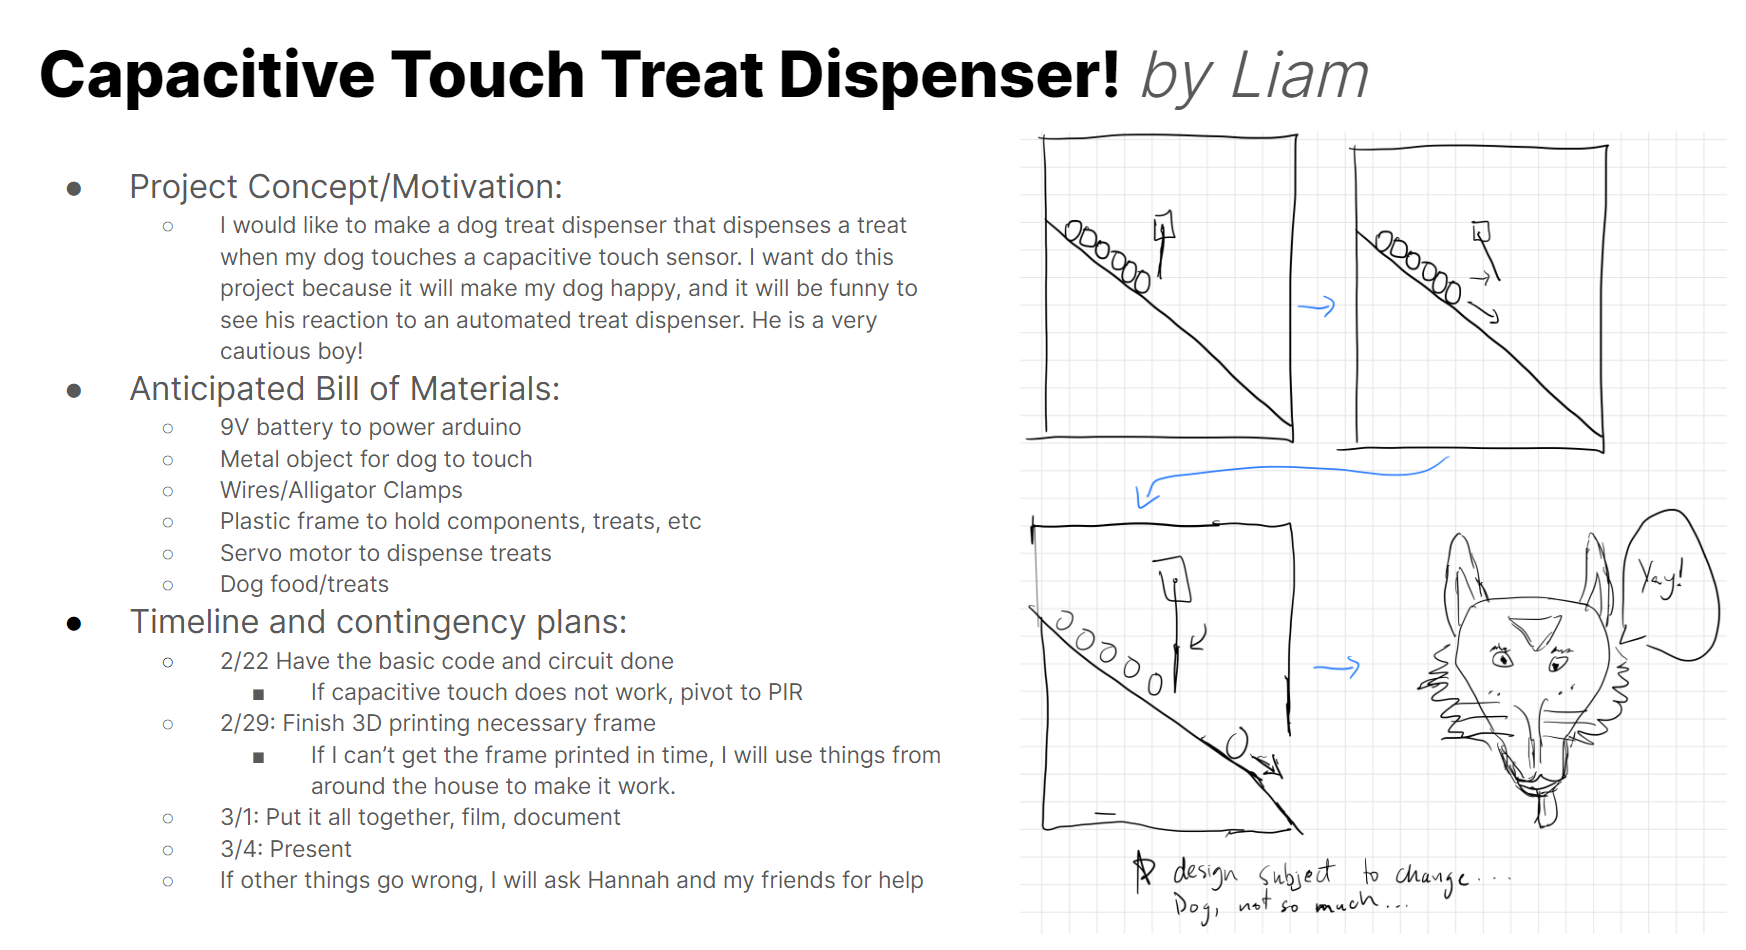 Capacitive Touch Treat Dispenser! by Liam
● Project Concept/Motivation:
○ I would like to make a dog treat dispenser that dispenses a treat
when my dog touches a capacitive touch sensor. I want do this
project because it will make my dog happy, and it will be funny to
see his reaction to an automated treat dispenser. He is a very
cautious boy!
● Anticipated Bill of Materials:
○ 9V battery to power arduino
○ Metal object for dog to touch
○ Wires/Alligator Clamps
○ Plastic frame to hold components, treats, etc
○ Servo motor to dispense treats
○ Dog food/treats
● Timeline and contingency plans:
○ 2/22 Have the basic code and circuit done
■ If capacitive touch does not work, pivot to PIR
○ 2/29: Finish 3D printing necessary frame
■ If I can’t get the frame printed in time, I will use things from
around the house to make it work.
○ 3/1: Put it all together, film, document
○ 3/4: Present
○ If other things go wrong, I will ask Hannah and my friends for help
Yay!
design subject to change...
Dog, not so much...